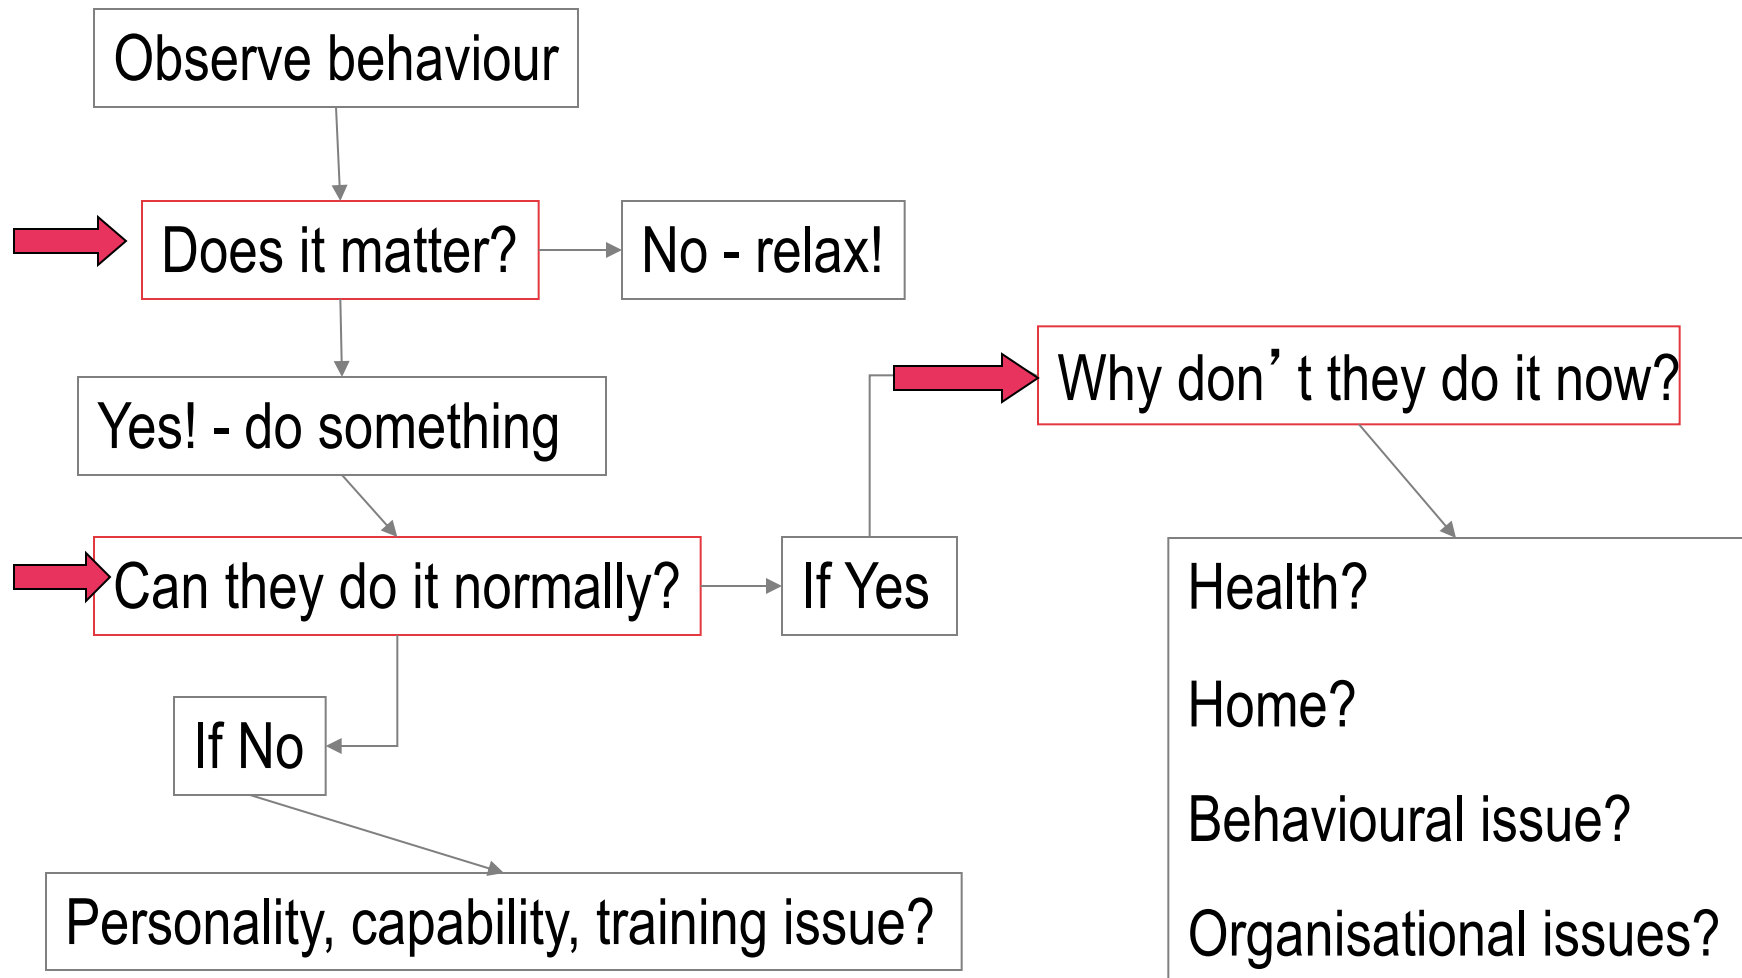 Observe behaviour
Does it matter?
No - relax!
Yes! - do something
Why don’ t they do it now?
Can they do it normally?
If Yes
If No
Personality, capability, training issue?
Health?
Home?
Behavioural issue?
Organisational issues?